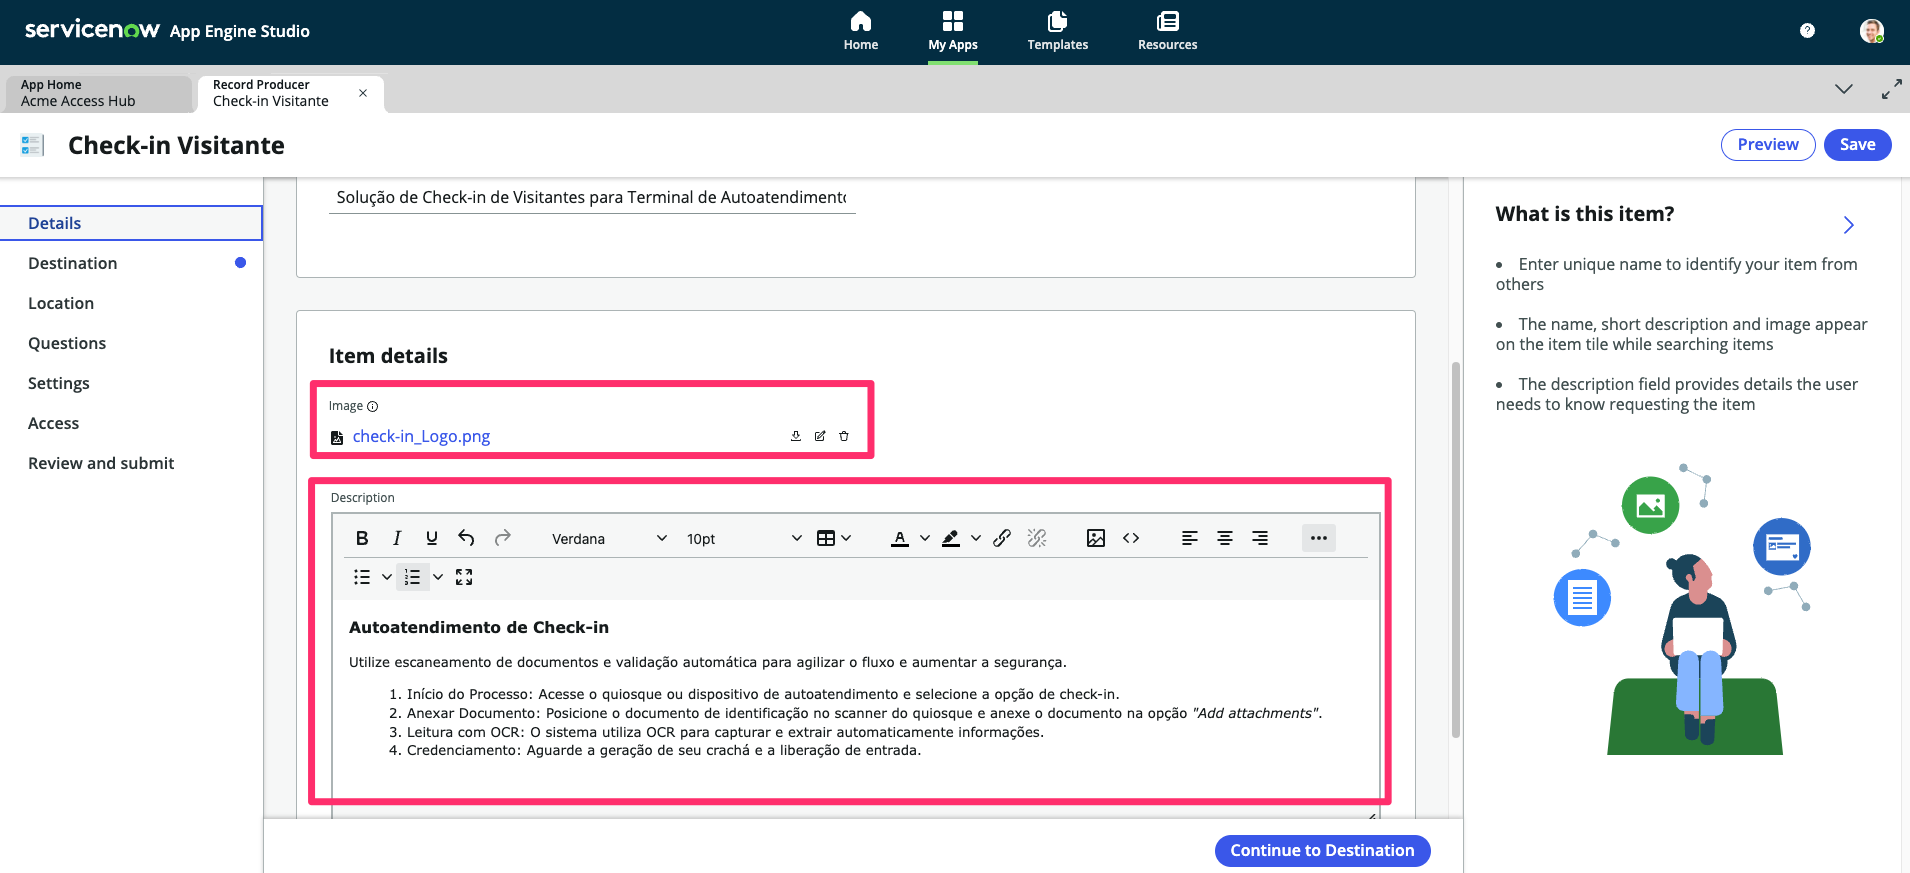 servicenow App Engine Studio
Home
My Apps
Templates
Resources
App Home
Acme Access Hub
Record Producer
Check-in Visitante
Check-in Visitante
Preview
Save
Details
Destination
Location
Questions
Settings
Access
Review and submit
Solução de Check-in de Visitantes para Terminal de Autoatendimento
Item details
Image
check-in_Logo.png
Description
B I U
Verdana
10pt
Autoatendimento de Check-in
Utilize escaneamento de documentos e validação automática para agilizar o fluxo e aumentar a segurança.
1. Início do Processo: Acesse o quiosque ou dispositivo de autoatendimento e selecione a opção de check-in.
2. Anexar Documento: Posicione o documento de identificação no scanner do quiosque e anexe o documento na opção "Add attachments".
3. Leitura com OCR: O sistema utiliza OCR para capturar e extrair automaticamente informações.
4. Credenciamento: Aguarde a geração de seu crachá e a liberação de entrada.
Continue to Destination
What is this item?
• Enter unique name to identify your item from
others
• The name, short description and image appear
on the item tile while searching items
• The description field provides details the user
needs to know requesting the item